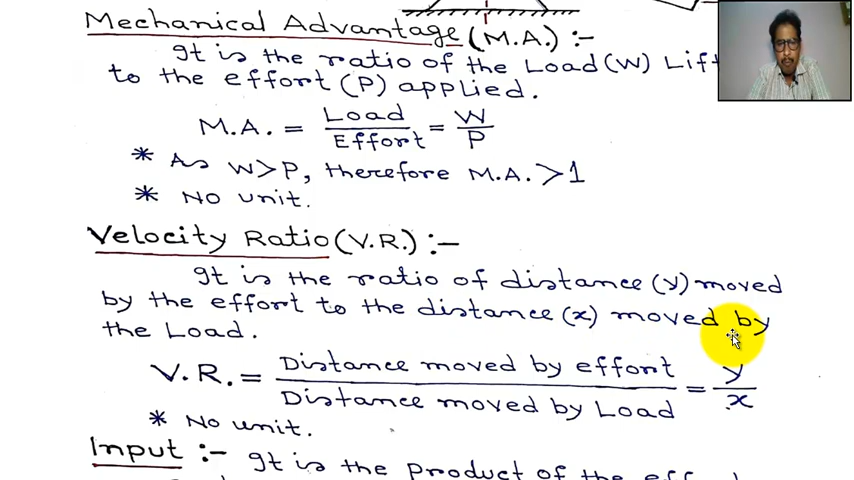 Mechanical Advantage (M.A.) :-
It is the ratio of the Load (W) Lift
to the effort (P) applied.
M.A. = Load / Effort = W / P
* As W > P, therefore M.A. > 1
* No unit.
Velocity Ratio (V.R.) :-
It is the ratio of distance (y) moved
by the effort to the distance (x) moved by
the Load.
V.R. = Distance moved by effort / Distance moved by Load = y / x
* No unit.
Input :- It is the product of the